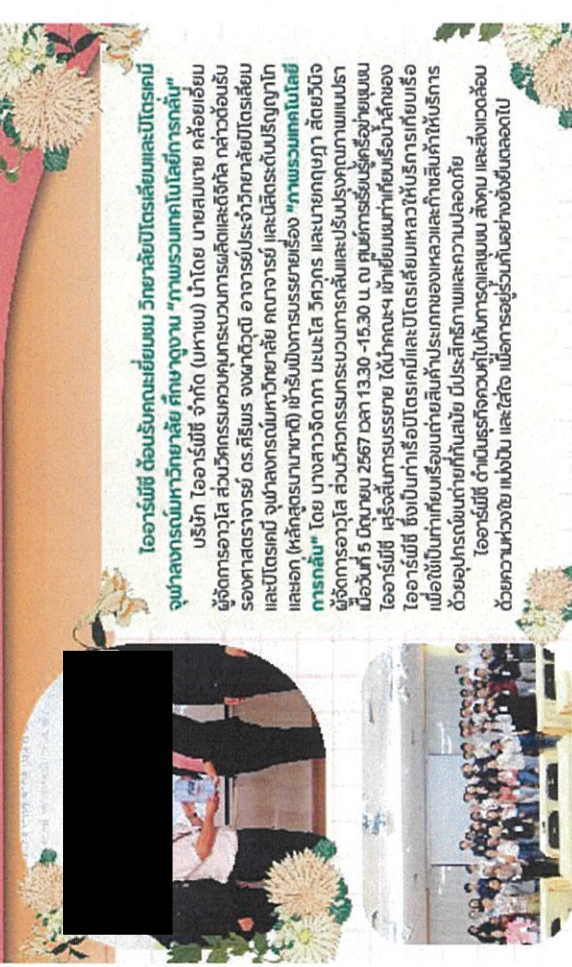 ไออาร์พีซี ต้อนรับคณะเยี่ยมชม วิทยาลัยปิโตรเลียมและปิโตรเคมี
จุฬาลงกรณ์มหาวิทยาลัย ศึกษาดูงาน "ภาพรวมเทคโนโลยีการกลั่น"
บริษัท ไออาร์พีซี จำกัด (มหาชน) นำโดย นายสมชาย คล้อยเอี่ยม
ผู้จัดการอาวุโส ส่วนวิศกรรมควบคุมกระบวนการผลิตและดิจิทัล กล่าวต้อนรับ
รองศาสตราจารย์ ดร.ศิริพร จงผาติวุฒิ อาจารย์ประจำวิทยาลัยปิโตรเลียม
และปิโตรเคมี จุฬาลงกรณ์มหาวิทยาลัย คณาจารย์ และนิสิตระดับปริญญาโท
และเอก (หลักสูตรนานาชาติ) เข้ารับฟังการบรรยายเรื่อง "ภาพรวมเทคโนโลยี
การกลั่น" โดย นางสาวจิดาภา มะนะโส วิศวกร และนายกฤษฎา สัตยวินิจ
ผู้จัดการอาวุโส ส่วนวิศวกรรมกระบวนการกลั่นและปรับปรุงคุณภาพแนปธา
เมื่อวันที่ 5 มิถุนายน 2567 เวลา 13.30 -15.30 น. ณ ศูนย์การเรียนรู้เครือข่ายชุมชน
ไออาร์พีซี เสร็จสิ้นการบรรยาย ได้นำคณะฯ เข้าเยี่ยมชมท่าเทียบเรือน้ำลึกของ
ไออาร์พีซี ซึ่งเป็นท่าเรือปิโตรเคมีและปิโตรเลียมเหลวให้บริการเทียบเรือ
เพื่อใช้เป็นท่าเทียบเรือขนถ่ายสินค้าประเภทของเหลวและก๊าซสินค้าให้บริการ
ด้วยอุปกรณ์ขนถ่ายที่ทันสมัย มีประสิทธิภาพและความปลอดภัย
ไออาร์พีซี ดำเนินธุรกิจควบคู่ไปกับการดูแลชุมชน สังคม และสิ่งแวดล้อม
ด้วยความห่วงใย แบ่งปัน และใส่ใจ เพื่อการอยู่ร่วมกันอย่างยั่งยืนตลอดไป